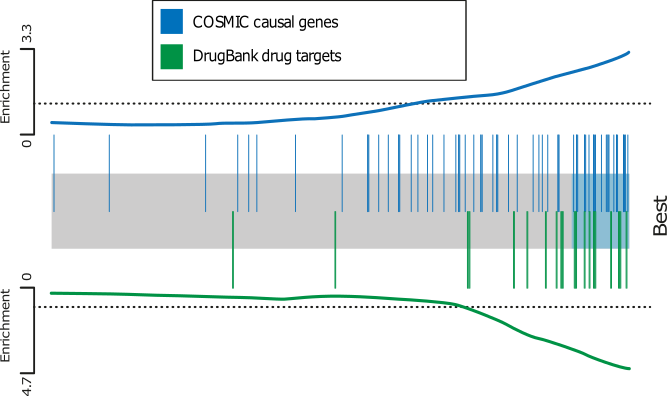 COSMIC causal genes
DrugBank drug targets
3.3
Enrichment
0
Best
0
Enrichment
4.7